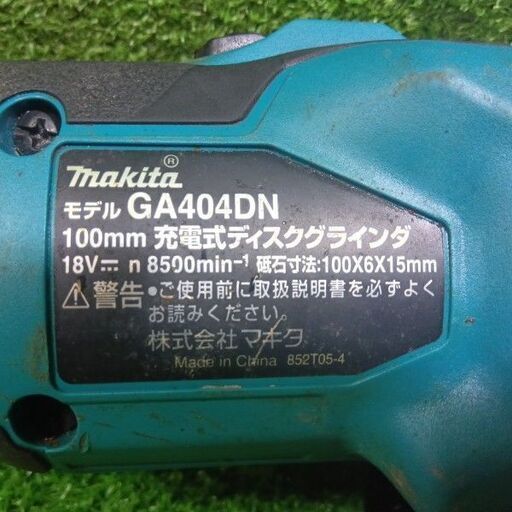 makita®
モデル GA404DN
100mm 充電式ディスクグラインダ
18V⎓ n 8500min⁻¹ 砥石寸法:100X6X15mm
⚠警告 •ご使用前に取扱説明書を必ずよく
お読みください。
株式会社マキタ
Made in China 852T05-4